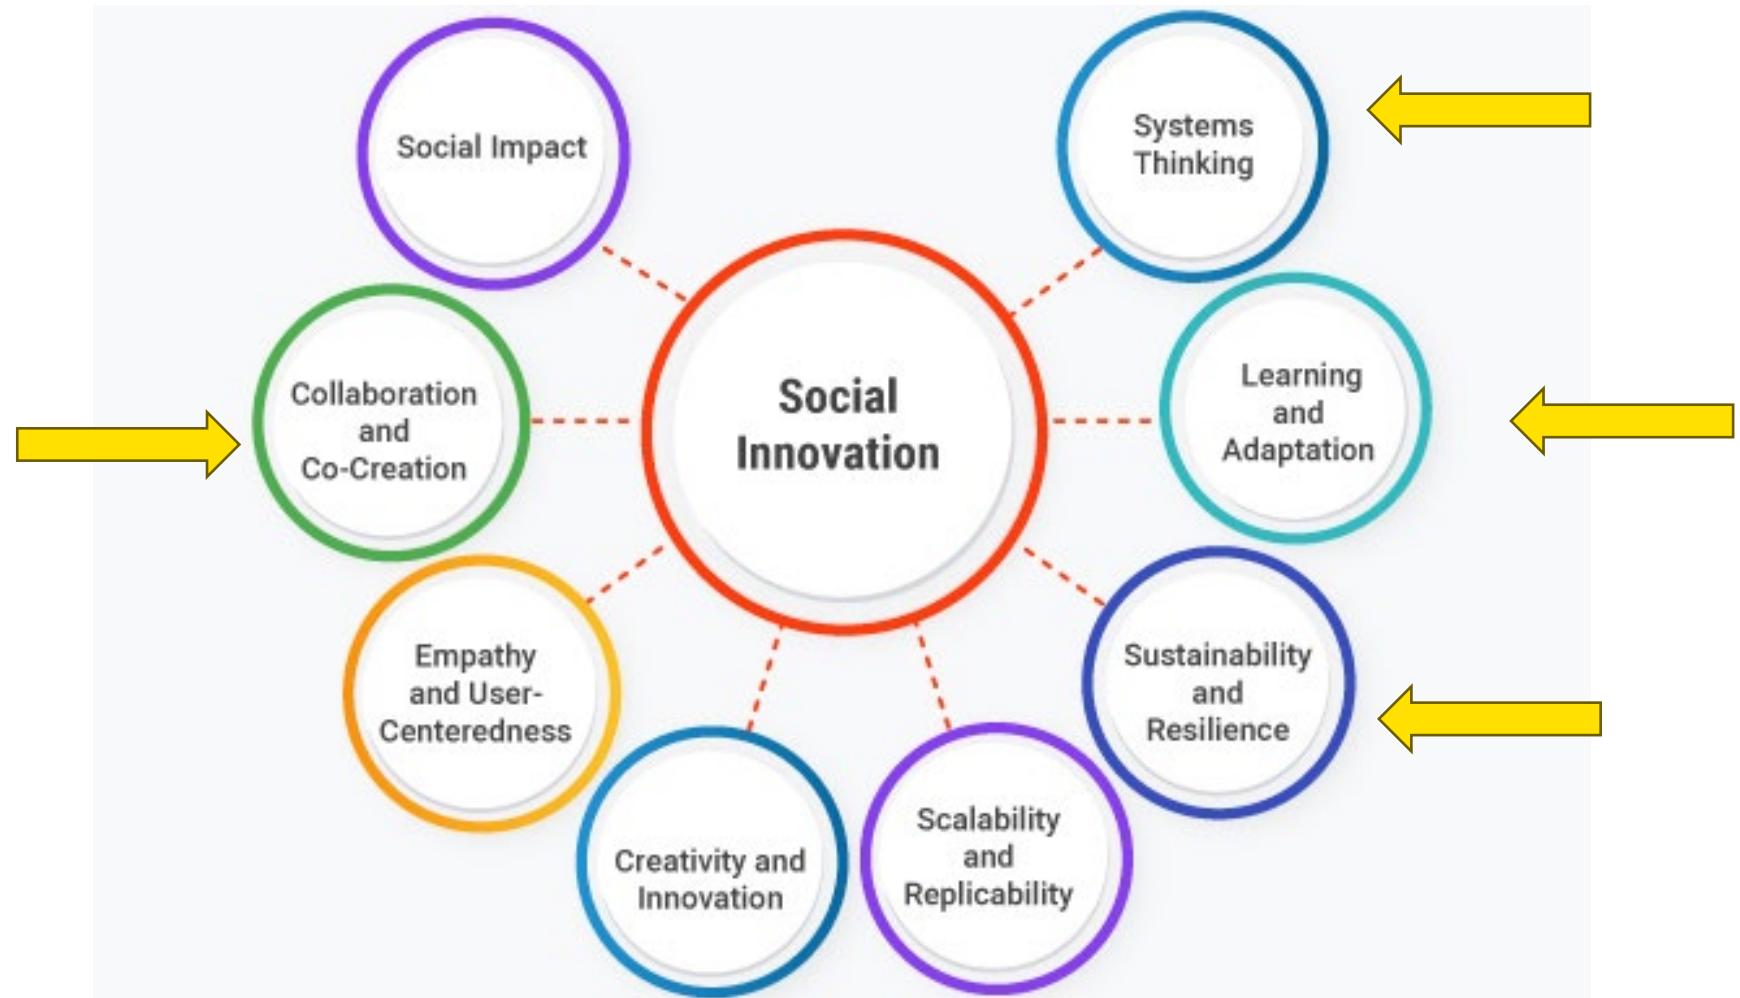 Social Impact
Systems
Thinking
Social
Innovation
Collaboration
and
Co-Creation
Learning
and
Adaptation
Empathy
and User-
Centeredness
Sustainability
and
Resilience
Creativity and
Innovation
Scalability
and
Replicability